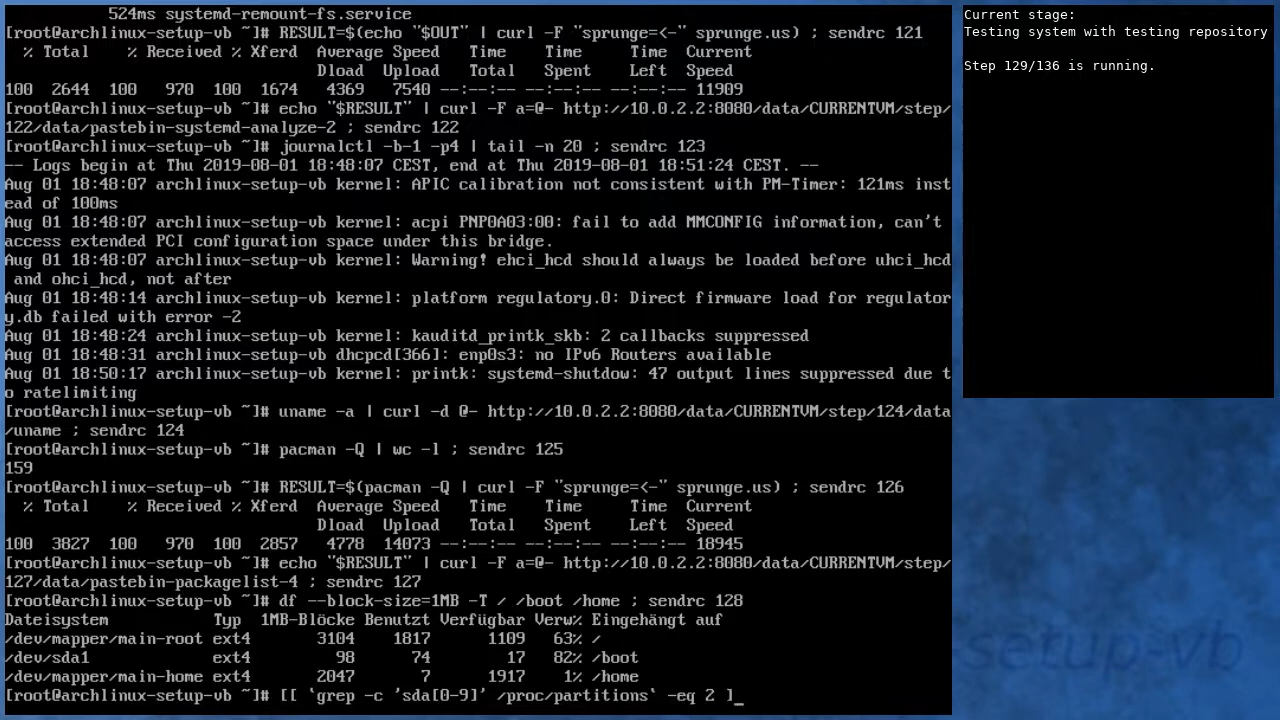 524ms systemd-remount-fs.service
[root@archlinux-setup-vb ~]# RESULT=$(echo "$OUT" | curl -F "sprunge=<-" sprunge.us) ; sendrc 121
% Total % Received % Xferd Average Speed Time Time Time Current
Dload Upload Total Spent Left Speed
100 2644 100 970 100 1674 4369 7540 --:--:-- --:--:-- --:--:-- 11909
[root@archlinux-setup-vb ~]# echo "$RESULT" | curl -F a=@- http://10.0.2.2:8080/data/CURRENTVM/step/
122/data/pastebin-systemd-analyze-2 ; sendrc 122
[root@archlinux-setup-vb ~]# journalctl -b-1 -p4 | tail -n 20 ; sendrc 123
-- Logs begin at Thu 2019-08-01 18:48:07 CEST, end at Thu 2019-08-01 18:51:24 CEST. --
Aug 01 18:48:07 archlinux-setup-vb kernel: APIC calibration not consistent with PM-Timer: 121ms inst
ead of 100ms
Aug 01 18:48:07 archlinux-setup-vb kernel: acpi PNP0A03:00: fail to add MMCONFIG information, can't
access extended PCI configuration space under this bridge.
Aug 01 18:48:07 archlinux-setup-vb kernel: Warning! ehci_hcd should always be loaded before uhci_hcd
and ohci_hcd, not after
Aug 01 18:48:14 archlinux-setup-vb kernel: platform regulatory.0: Direct firmware load for regulator
y.db failed with error -2
Aug 01 18:48:24 archlinux-setup-vb kernel: kauditd_printk_skb: 2 callbacks suppressed
Aug 01 18:48:31 archlinux-setup-vb dhcpcd[366]: enp0s3: no IPv6 Routers available
Aug 01 18:50:17 archlinux-setup-vb kernel: printk: systemd-shutdow: 47 output lines suppressed due t
o ratelimiting
[root@archlinux-setup-vb ~]# uname -a | curl -d @- http://10.0.2.2:8080/data/CURRENTVM/step/124/data
/uname ; sendrc 124
[root@archlinux-setup-vb ~]# pacman -Q | wc -l ; sendrc 125
159
[root@archlinux-setup-vb ~]# RESULT=$(pacman -Q | curl -F "sprunge=<-" sprunge.us) ; sendrc 126
% Total % Received % Xferd Average Speed Time Time Time Current
Dload Upload Total Spent Left Speed
100 3827 100 970 100 2857 4778 14073 --:--:-- --:--:-- --:--:-- 18945
[root@archlinux-setup-vb ~]# echo "$RESULT" | curl -F a=@- http://10.0.2.2:8080/data/CURRENTVM/step/
127/data/pastebin-packagelist-4 ; sendrc 127
[root@archlinux-setup-vb ~]# df --block-size=1MB -T / /boot /home ; sendrc 128
Dateisystem Typ 1MB-Blöcke Benutzt Verfügbar Verw% Eingehängt auf
/dev/mapper/main-root ext4 3104 1817 1109 63% /
/dev/sda1 ext4 98 74 17 82% /boot
/dev/mapper/main-home ext4 2047 7 1917 1% /home
[root@archlinux-setup-vb ~]# [[ `grep -c 'sda[0-9]' /proc/partitions` -eq 2 ]_
Current stage:
Testing system with testing repository
Step 129/136 is running.
setup-vb